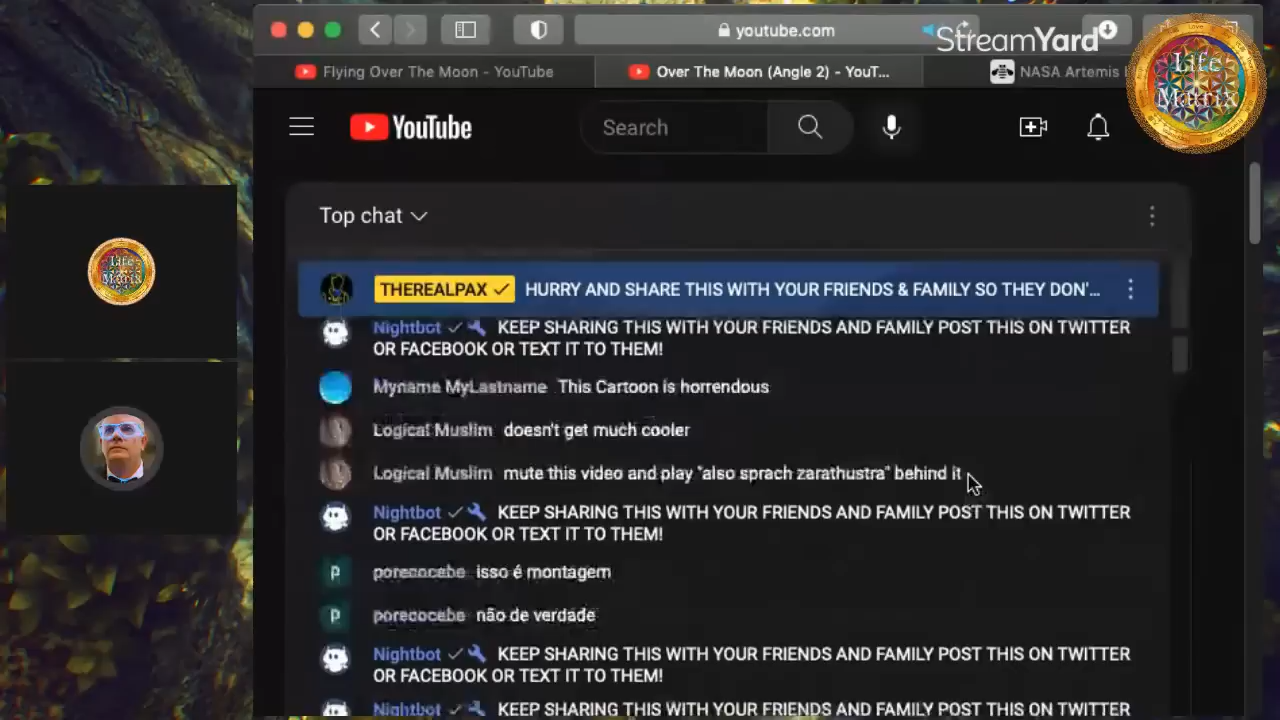 youtube.com
StreamYard
Flying Over The Moon - YouTube
Over The Moon (Angle 2) - YouT...
NASA Artemis
Life
Matrix
YouTube
Search
Top chat
THEREALPAX HURRY AND SHARE THIS WITH YOUR FRIENDS & FAMILY SO THEY DON'...
Nightbot KEEP SHARING THIS WITH YOUR FRIENDS AND FAMILY POST THIS ON TWITTER
OR FACEBOOK OR TEXT IT TO THEM!
Myname MyLastname This Cartoon is horrendous
Logical Muslim doesn't get much cooler
Logical Muslim mute this video and play "also sprach zarathustra" behind it
Nightbot KEEP SHARING THIS WITH YOUR FRIENDS AND FAMILY POST THIS ON TWITTER
OR FACEBOOK OR TEXT IT TO THEM!
P porecocebe isso é montagem
P porecocebe não de verdade
Nightbot KEEP SHARING THIS WITH YOUR FRIENDS AND FAMILY POST THIS ON TWITTER
OR FACEBOOK OR TEXT IT TO THEM!
Nightbot KEEP SHARING THIS WITH YOUR FRIENDS AND FAMILY POST THIS ON TWITTER
Life
Matrix